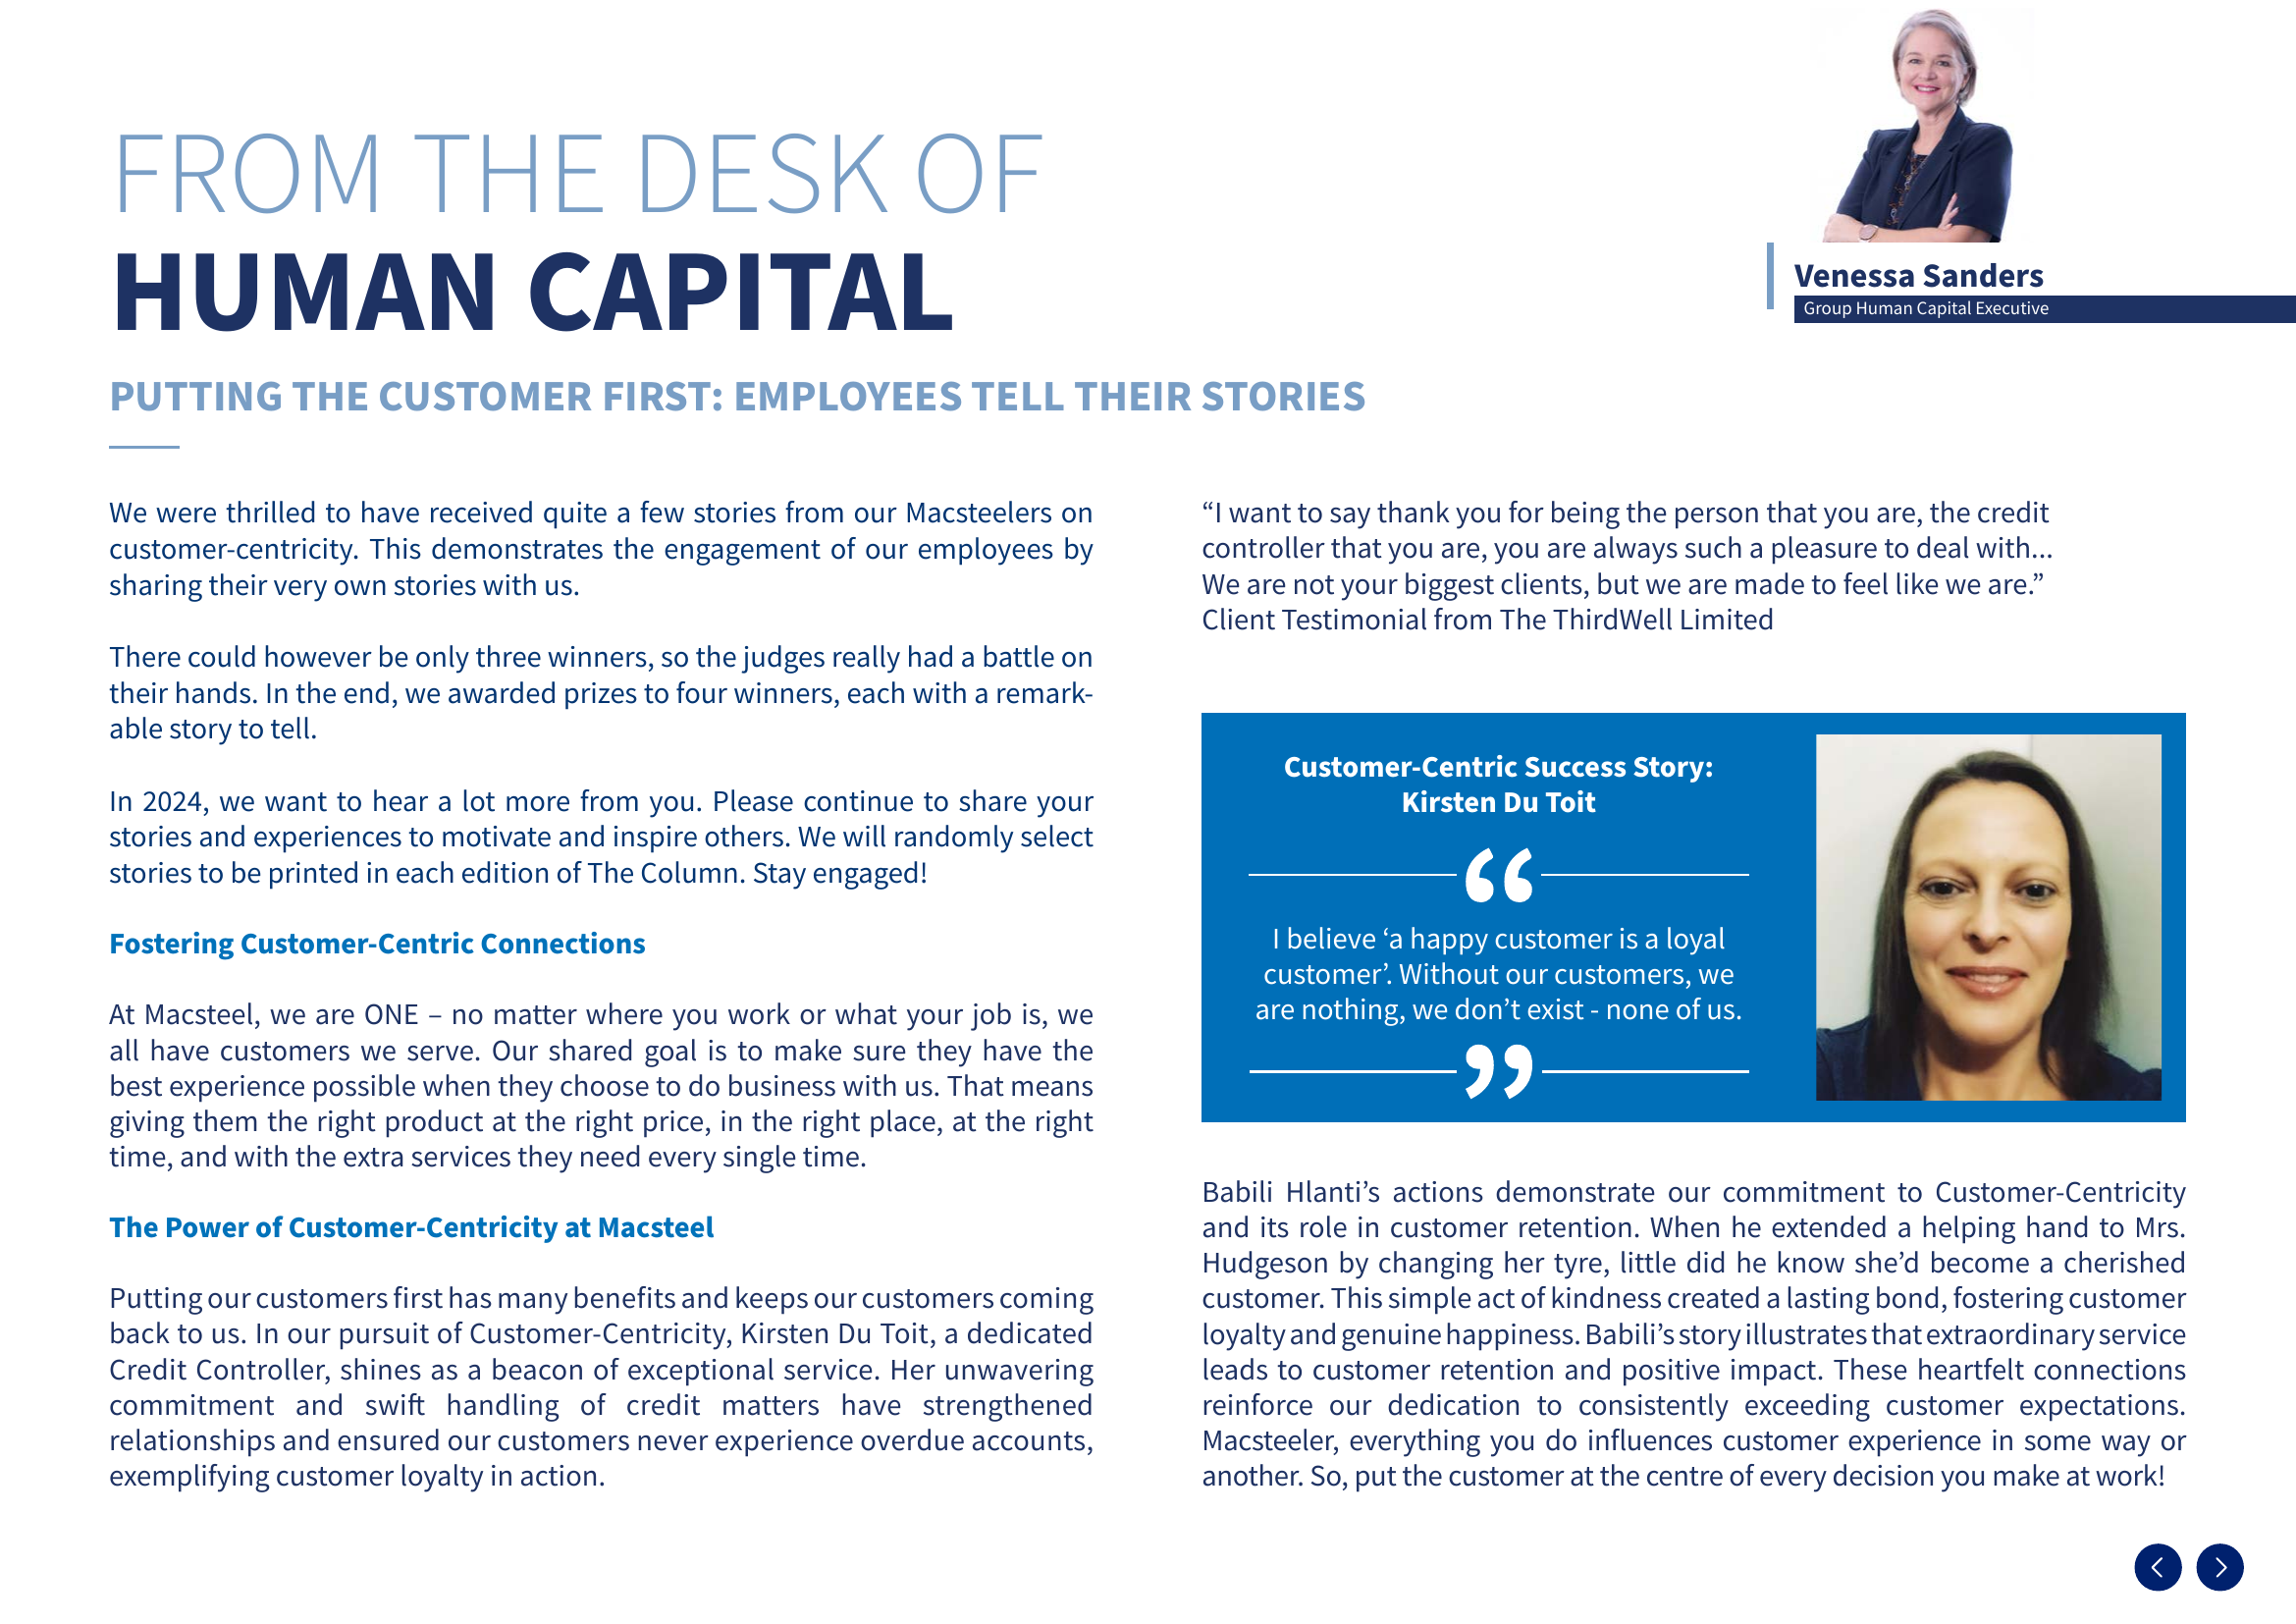 FROM THE DESK OF
HUMAN CAPITAL
Venessa Sanders
Group Human Capital Executive
PUTTING THE CUSTOMER FIRST: EMPLOYEES TELL THEIR STORIES
We were thrilled to have received quite a few stories from our Macsteelers on
customer-centricity. This demonstrates the engagement of our employees by
sharing their very own stories with us.
There could however be only three winners, so the judges really had a battle on
their hands. In the end, we awarded prizes to four winners, each with a remark-
able story to tell.
In 2024, we want to hear a lot more from you. Please continue to share your
stories and experiences to motivate and inspire others. We will randomly select
stories to be printed in each edition of The Column. Stay engaged!
Fostering Customer-Centric Connections
At Macsteel, we are ONE – no matter where you work or what your job is, we
all have customers we serve. Our shared goal is to make sure they have the
best experience possible when they choose to do business with us. That means
giving them the right product at the right price, in the right place, at the right
time, and with the extra services they need every single time.
The Power of Customer-Centricity at Macsteel
Putting our customers first has many benefits and keeps our customers coming
back to us. In our pursuit of Customer-Centricity, Kirsten Du Toit, a dedicated
Credit Controller, shines as a beacon of exceptional service. Her unwavering
commitment and swift handling of credit matters have strengthened
relationships and ensured our customers never experience overdue accounts,
exemplifying customer loyalty in action.
“I want to say thank you for being the person that you are, the credit
controller that you are, you are always such a pleasure to deal with...
We are not your biggest clients, but we are made to feel like we are.”
Client Testimonial from The ThirdWell Limited
Customer-Centric Success Story:
Kirsten Du Toit
“
I believe ‘a happy customer is a loyal
customer’. Without our customers, we
are nothing, we don’t exist - none of us.
”
Babili Hlanti’s actions demonstrate our commitment to Customer-Centricity
and its role in customer retention. When he extended a helping hand to Mrs.
Hudgeson by changing her tyre, little did he know she’d become a cherished
customer. This simple act of kindness created a lasting bond, fostering customer
loyalty and genuine happiness. Babili’s story illustrates that extraordinary service
leads to customer retention and positive impact. These heartfelt connections
reinforce our dedication to consistently exceeding customer expectations.
Macsteeler, everything you do influences customer experience in some way or
another. So, put the customer at the centre of every decision you make at work!